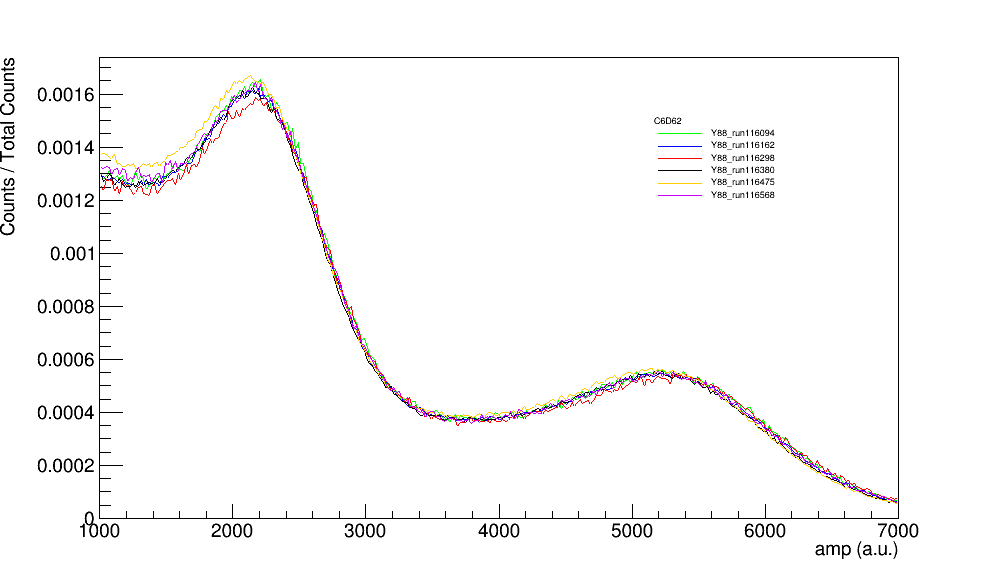 Counts / Total Counts
0.0016
0.0014
0.0012
0.001
0.0008
0.0006
0.0004
0.0002
0
C6D62
Y88_run116094
Y88_run116162
Y88_run116298
Y88_run116380
Y88_run116475
Y88_run116568
1000 2000 3000 4000 5000 6000 7000
amp (a.u.)